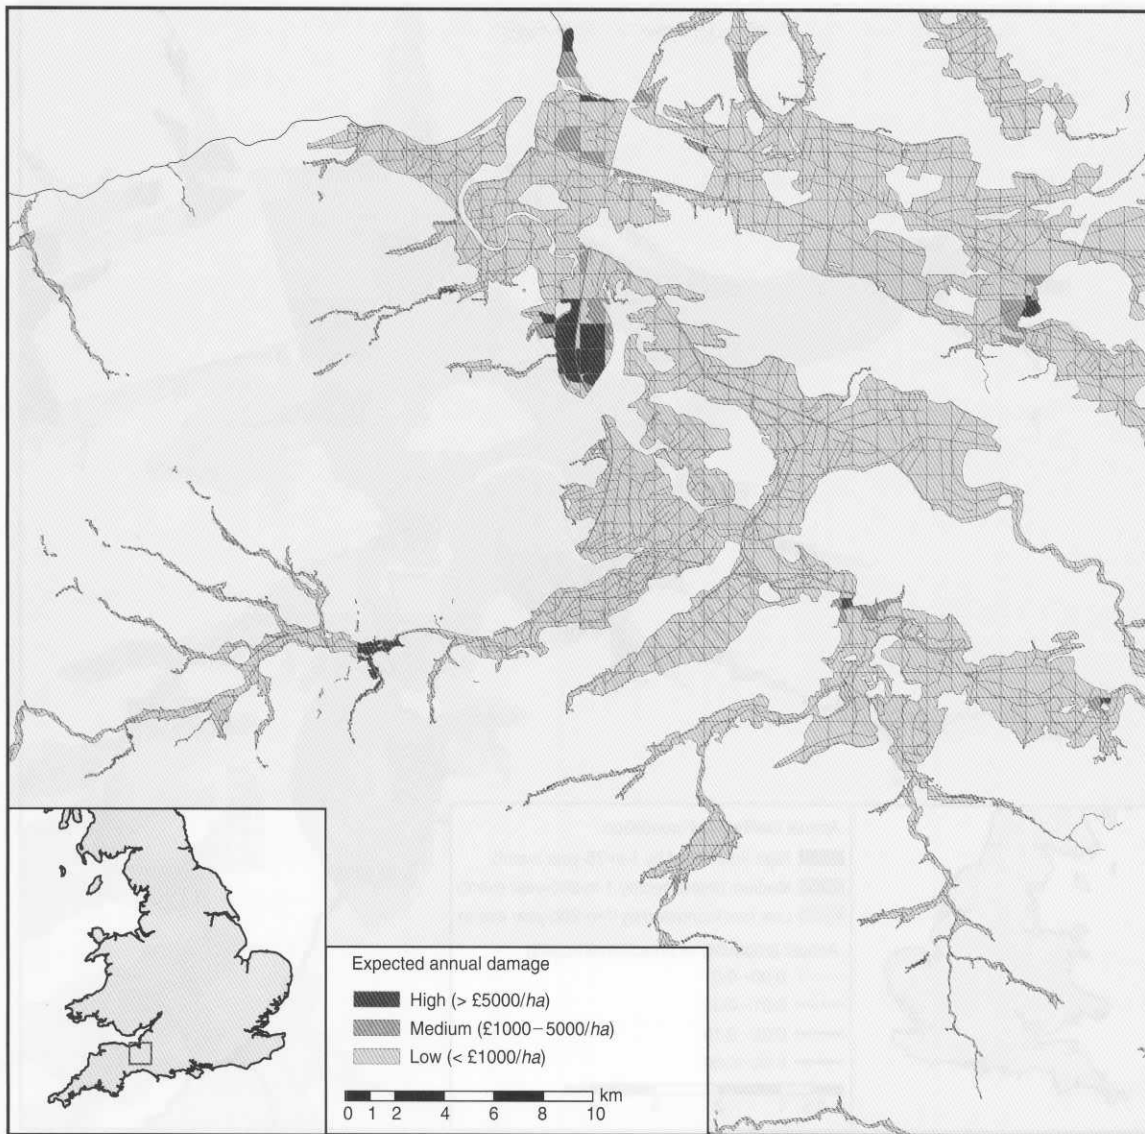 Expected annual damage
High (> £5000/ha)
Medium (£1000–5000/ha)
Low (< £1000/ha)
0 1 2 4 6 8 10 km